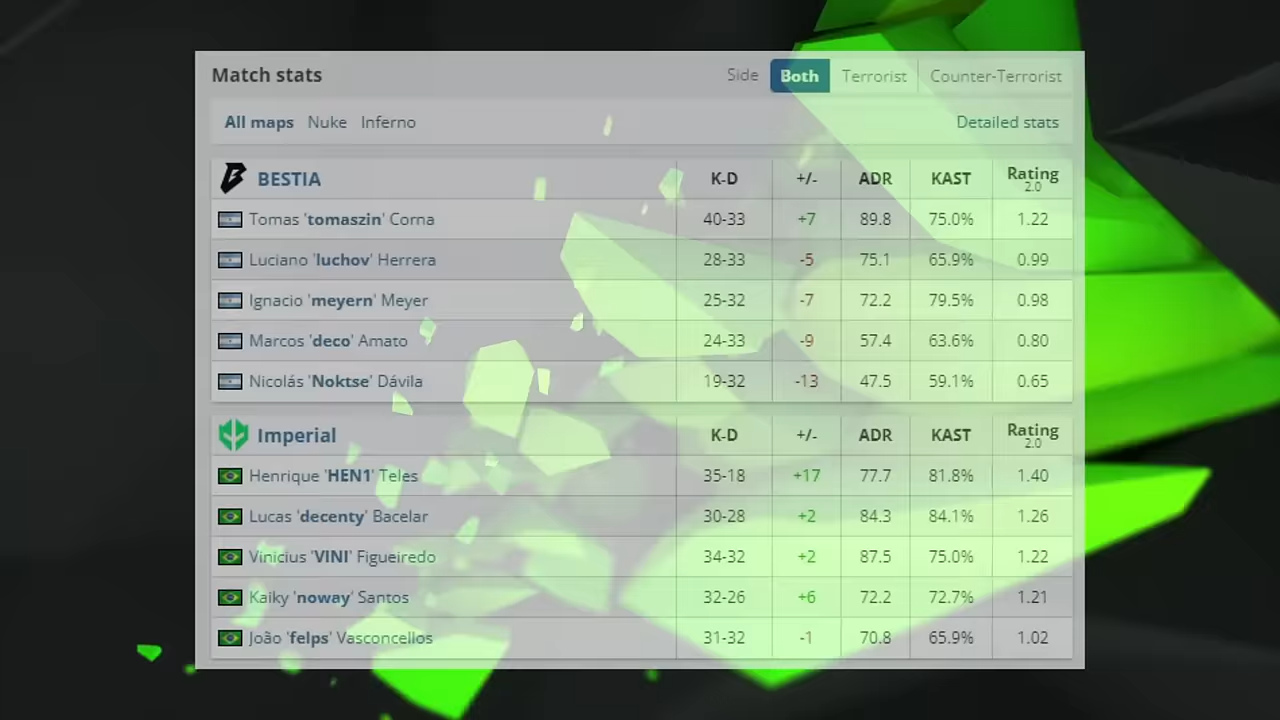 Match stats Side Both Terrorist Counter-Terrorist
All maps Nuke Inferno Detailed stats
BESTIA K-D +/- ADR KAST Rating 2.0
Tomas 'tomaszin' Corna 40-33 +7 89.8 75.0% 1.22
Luciano 'luchov' Herrera 28-33 -5 75.1 65.9% 0.99
Ignacio 'meyern' Meyer 25-32 -7 72.2 79.5% 0.98
Marcos 'deco' Amato 24-33 -9 57.4 63.6% 0.80
Nicolás 'Noktse' Dávila 19-32 -13 47.5 59.1% 0.65
Imperial K-D +/- ADR KAST Rating 2.0
Henrique 'HEN1' Teles 35-18 +17 77.7 81.8% 1.40
Lucas 'decenty' Bacelar 30-28 +2 84.3 84.1% 1.26
Vinicius 'VINI' Figueiredo 34-32 +2 87.5 75.0% 1.22
Kaiky 'noway' Santos 32-26 +6 72.2 72.7% 1.21
João 'felps' Vasconcellos 31-32 -1 70.8 65.9% 1.02